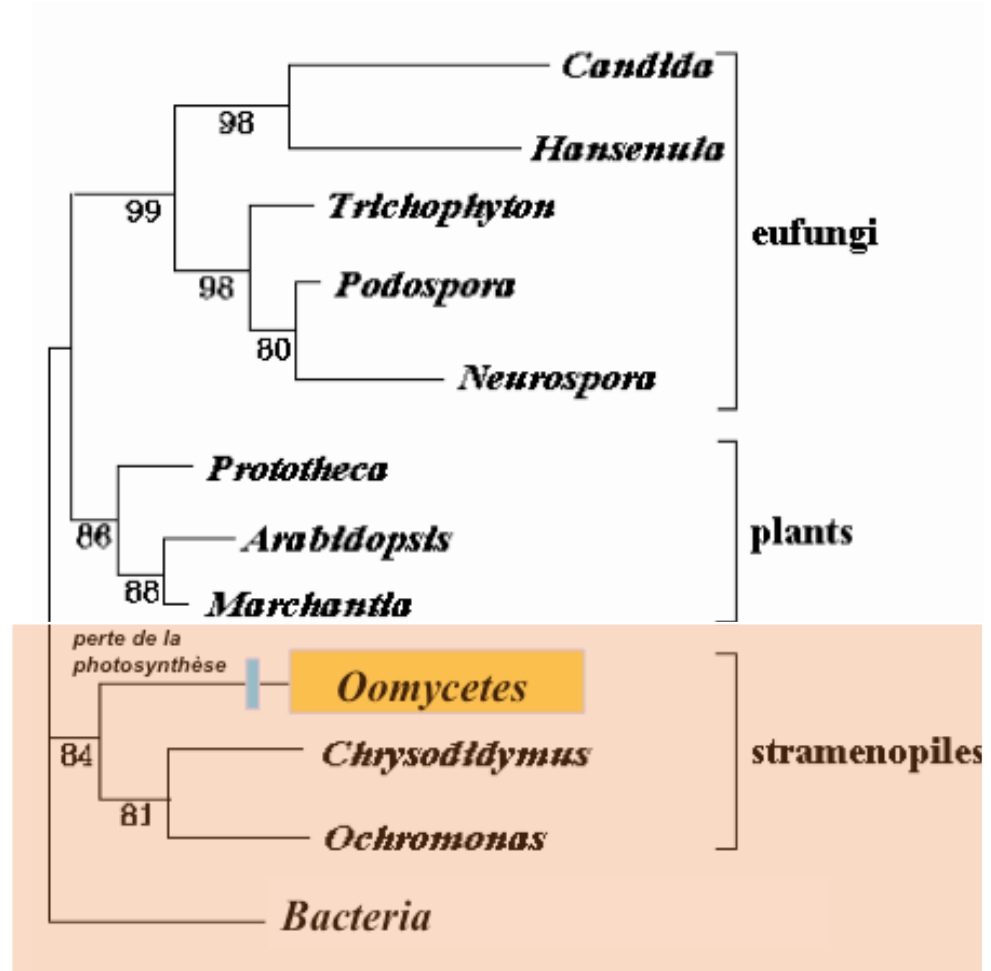 Candida
98
Hansenula
Trichophyton
99
eufungi
Podospora
98
80
Neurospora
Prototheca
86
Arabidopsis
plants
88
Marchantia
perte de la
photosynthèse
Oomycetes
84
Chrysodidymus
stramenopiles
81
Ochromonas
Bacteria